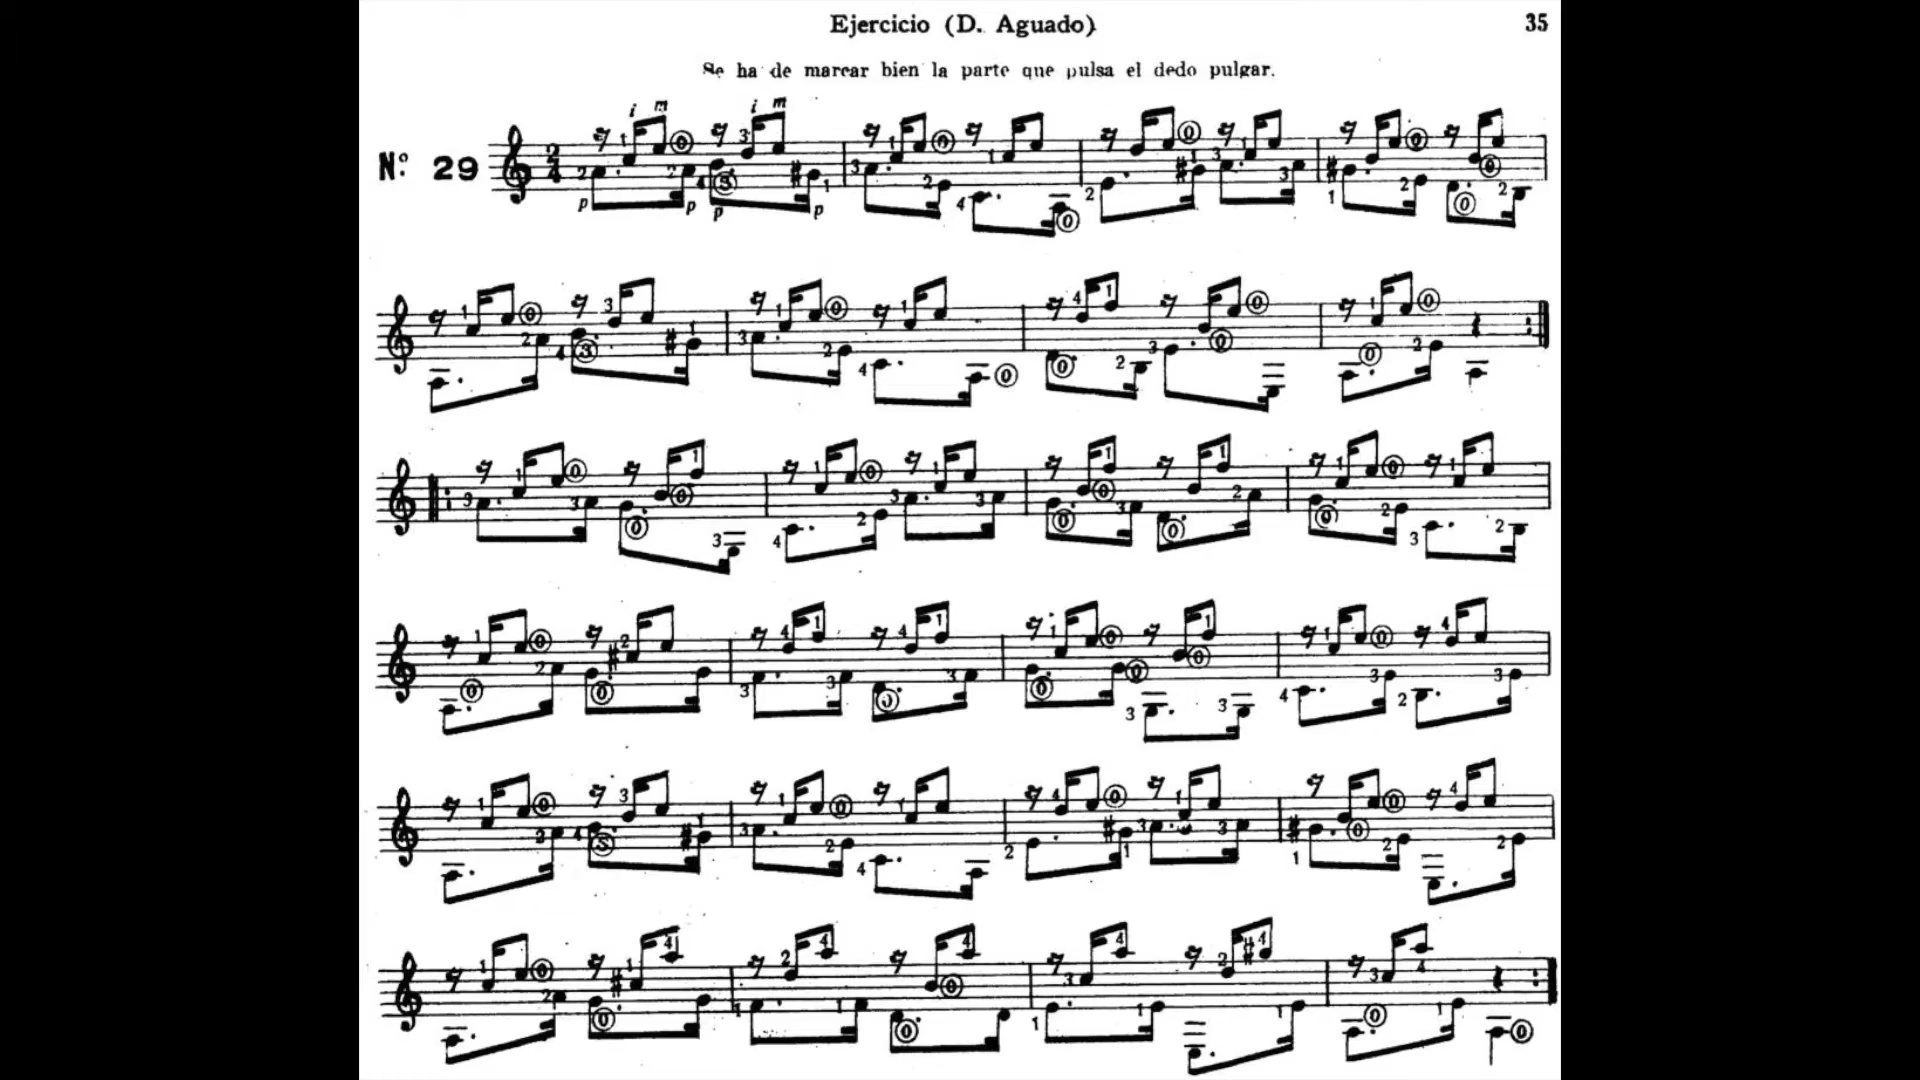 Ejercicio (D. Aguado)
35
Se ha de marcar bien la parte que pulsa el dedo pulgar.
i m i m
Nº 29
p p p p